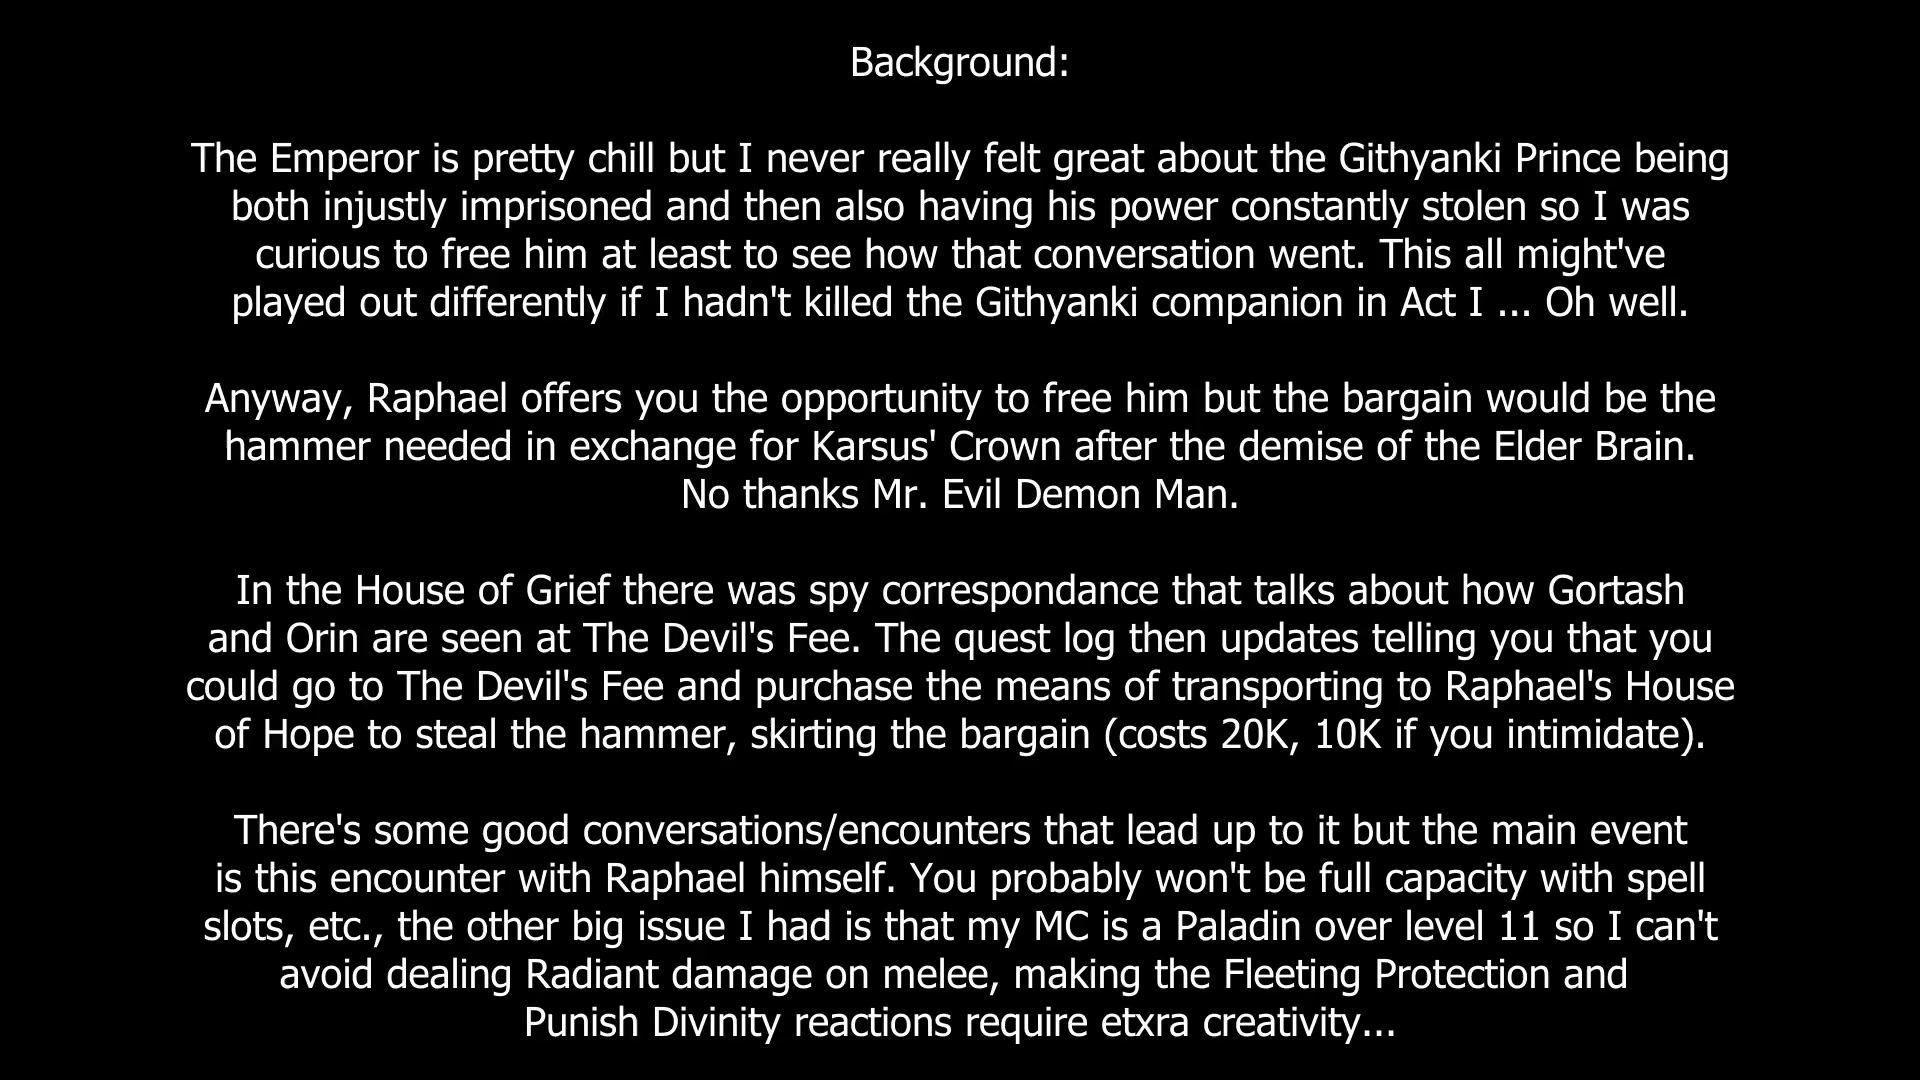 Background:
The Emperor is pretty chill but I never really felt great about the Githyanki Prince being
both injustly imprisoned and then also having his power constantly stolen so I was
curious to free him at least to see how that conversation went. This all might've
played out differently if I hadn't killed the Githyanki companion in Act I ... Oh well.
Anyway, Raphael offers you the opportunity to free him but the bargain would be the
hammer needed in exchange for Karsus' Crown after the demise of the Elder Brain.
No thanks Mr. Evil Demon Man.
In the House of Grief there was spy correspondance that talks about how Gortash
and Orin are seen at The Devil's Fee. The quest log then updates telling you that you
could go to The Devil's Fee and purchase the means of transporting to Raphael's House
of Hope to steal the hammer, skirting the bargain (costs 20K, 10K if you intimidate).
There's some good conversations/encounters that lead up to it but the main event
is this encounter with Raphael himself. You probably won't be full capacity with spell
slots, etc., the other big issue I had is that my MC is a Paladin over level 11 so I can't
avoid dealing Radiant damage on melee, making the Fleeting Protection and
Punish Divinity reactions require etxra creativity...